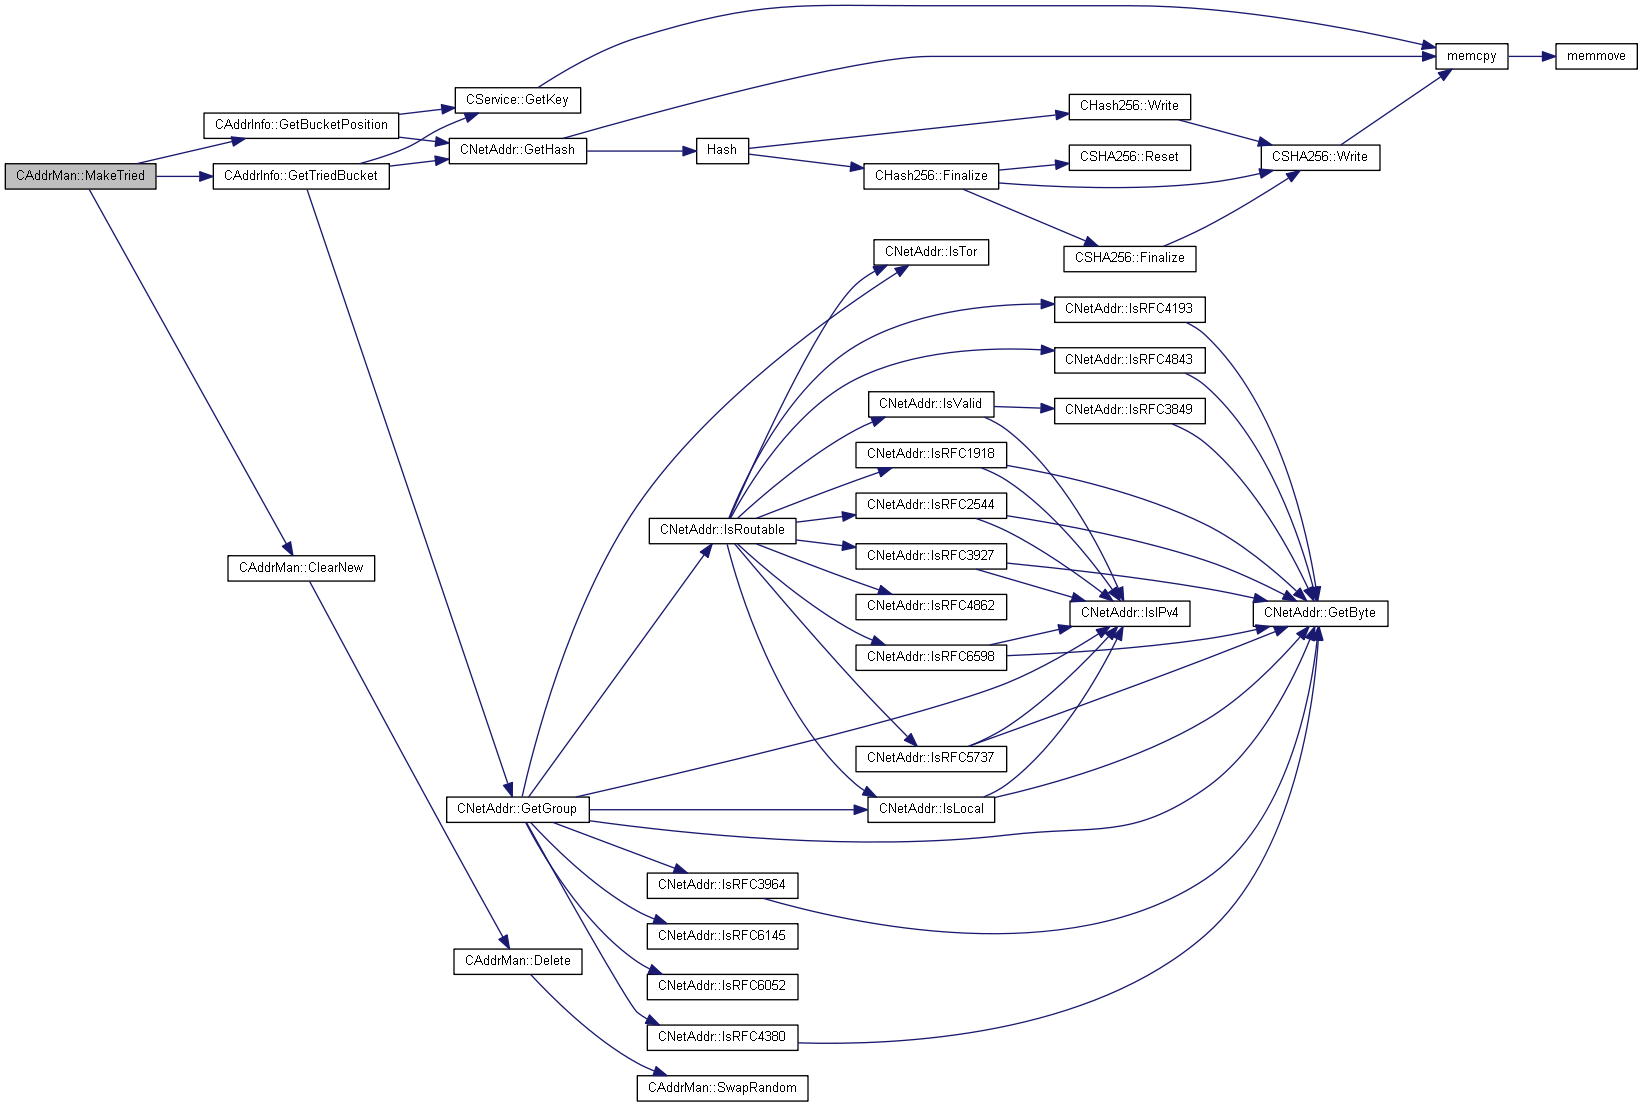 CAddrMan::MakeTried
CAddrInfo::GetBucketPosition
CAddrInfo::GetTriedBucket
CAddrMan::ClearNew
CService::GetKey
CNetAddr::GetHash
CNetAddr::GetGroup
CAddrMan::Delete
Hash
CNetAddr::IsRoutable
CNetAddr::IsRFC3964
CNetAddr::IsRFC6145
CNetAddr::IsRFC6052
CNetAddr::IsRFC4380
CAddrMan::SwapRandom
CHash256::Finalize
CNetAddr::IsTor
CNetAddr::IsValid
CNetAddr::IsRFC1918
CNetAddr::IsRFC2544
CNetAddr::IsRFC3927
CNetAddr::IsRFC4862
CNetAddr::IsRFC6598
CNetAddr::IsRFC5737
CNetAddr::IsLocal
CHash256::Write
CSHA256::Reset
CSHA256::Finalize
CNetAddr::IsRFC4193
CNetAddr::IsRFC4843
CNetAddr::IsRFC3849
CNetAddr::IsIPv4
CSHA256::Write
CNetAddr::GetByte
memcpy
memmove